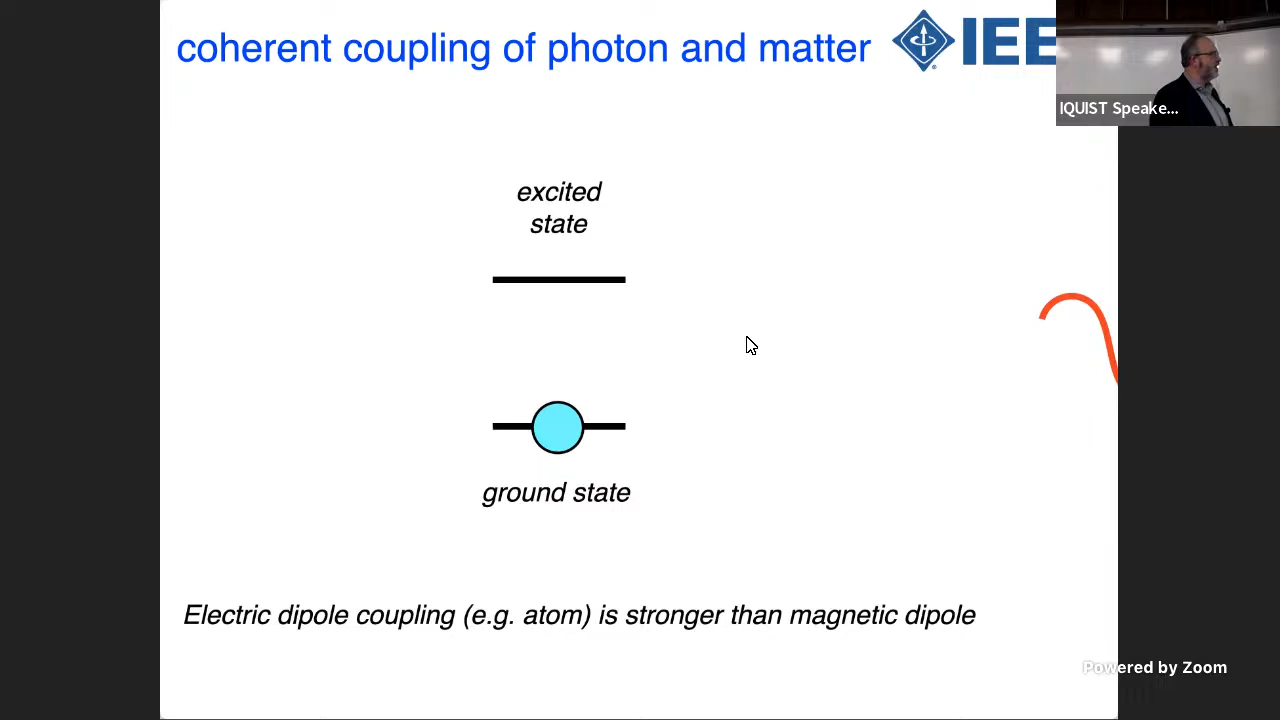 coherent coupling of photon and matter
IEE
IQUIST Speake...
excited
state
ground state
Electric dipole coupling (e.g. atom) is stronger than magnetic dipole
Powered by Zoom